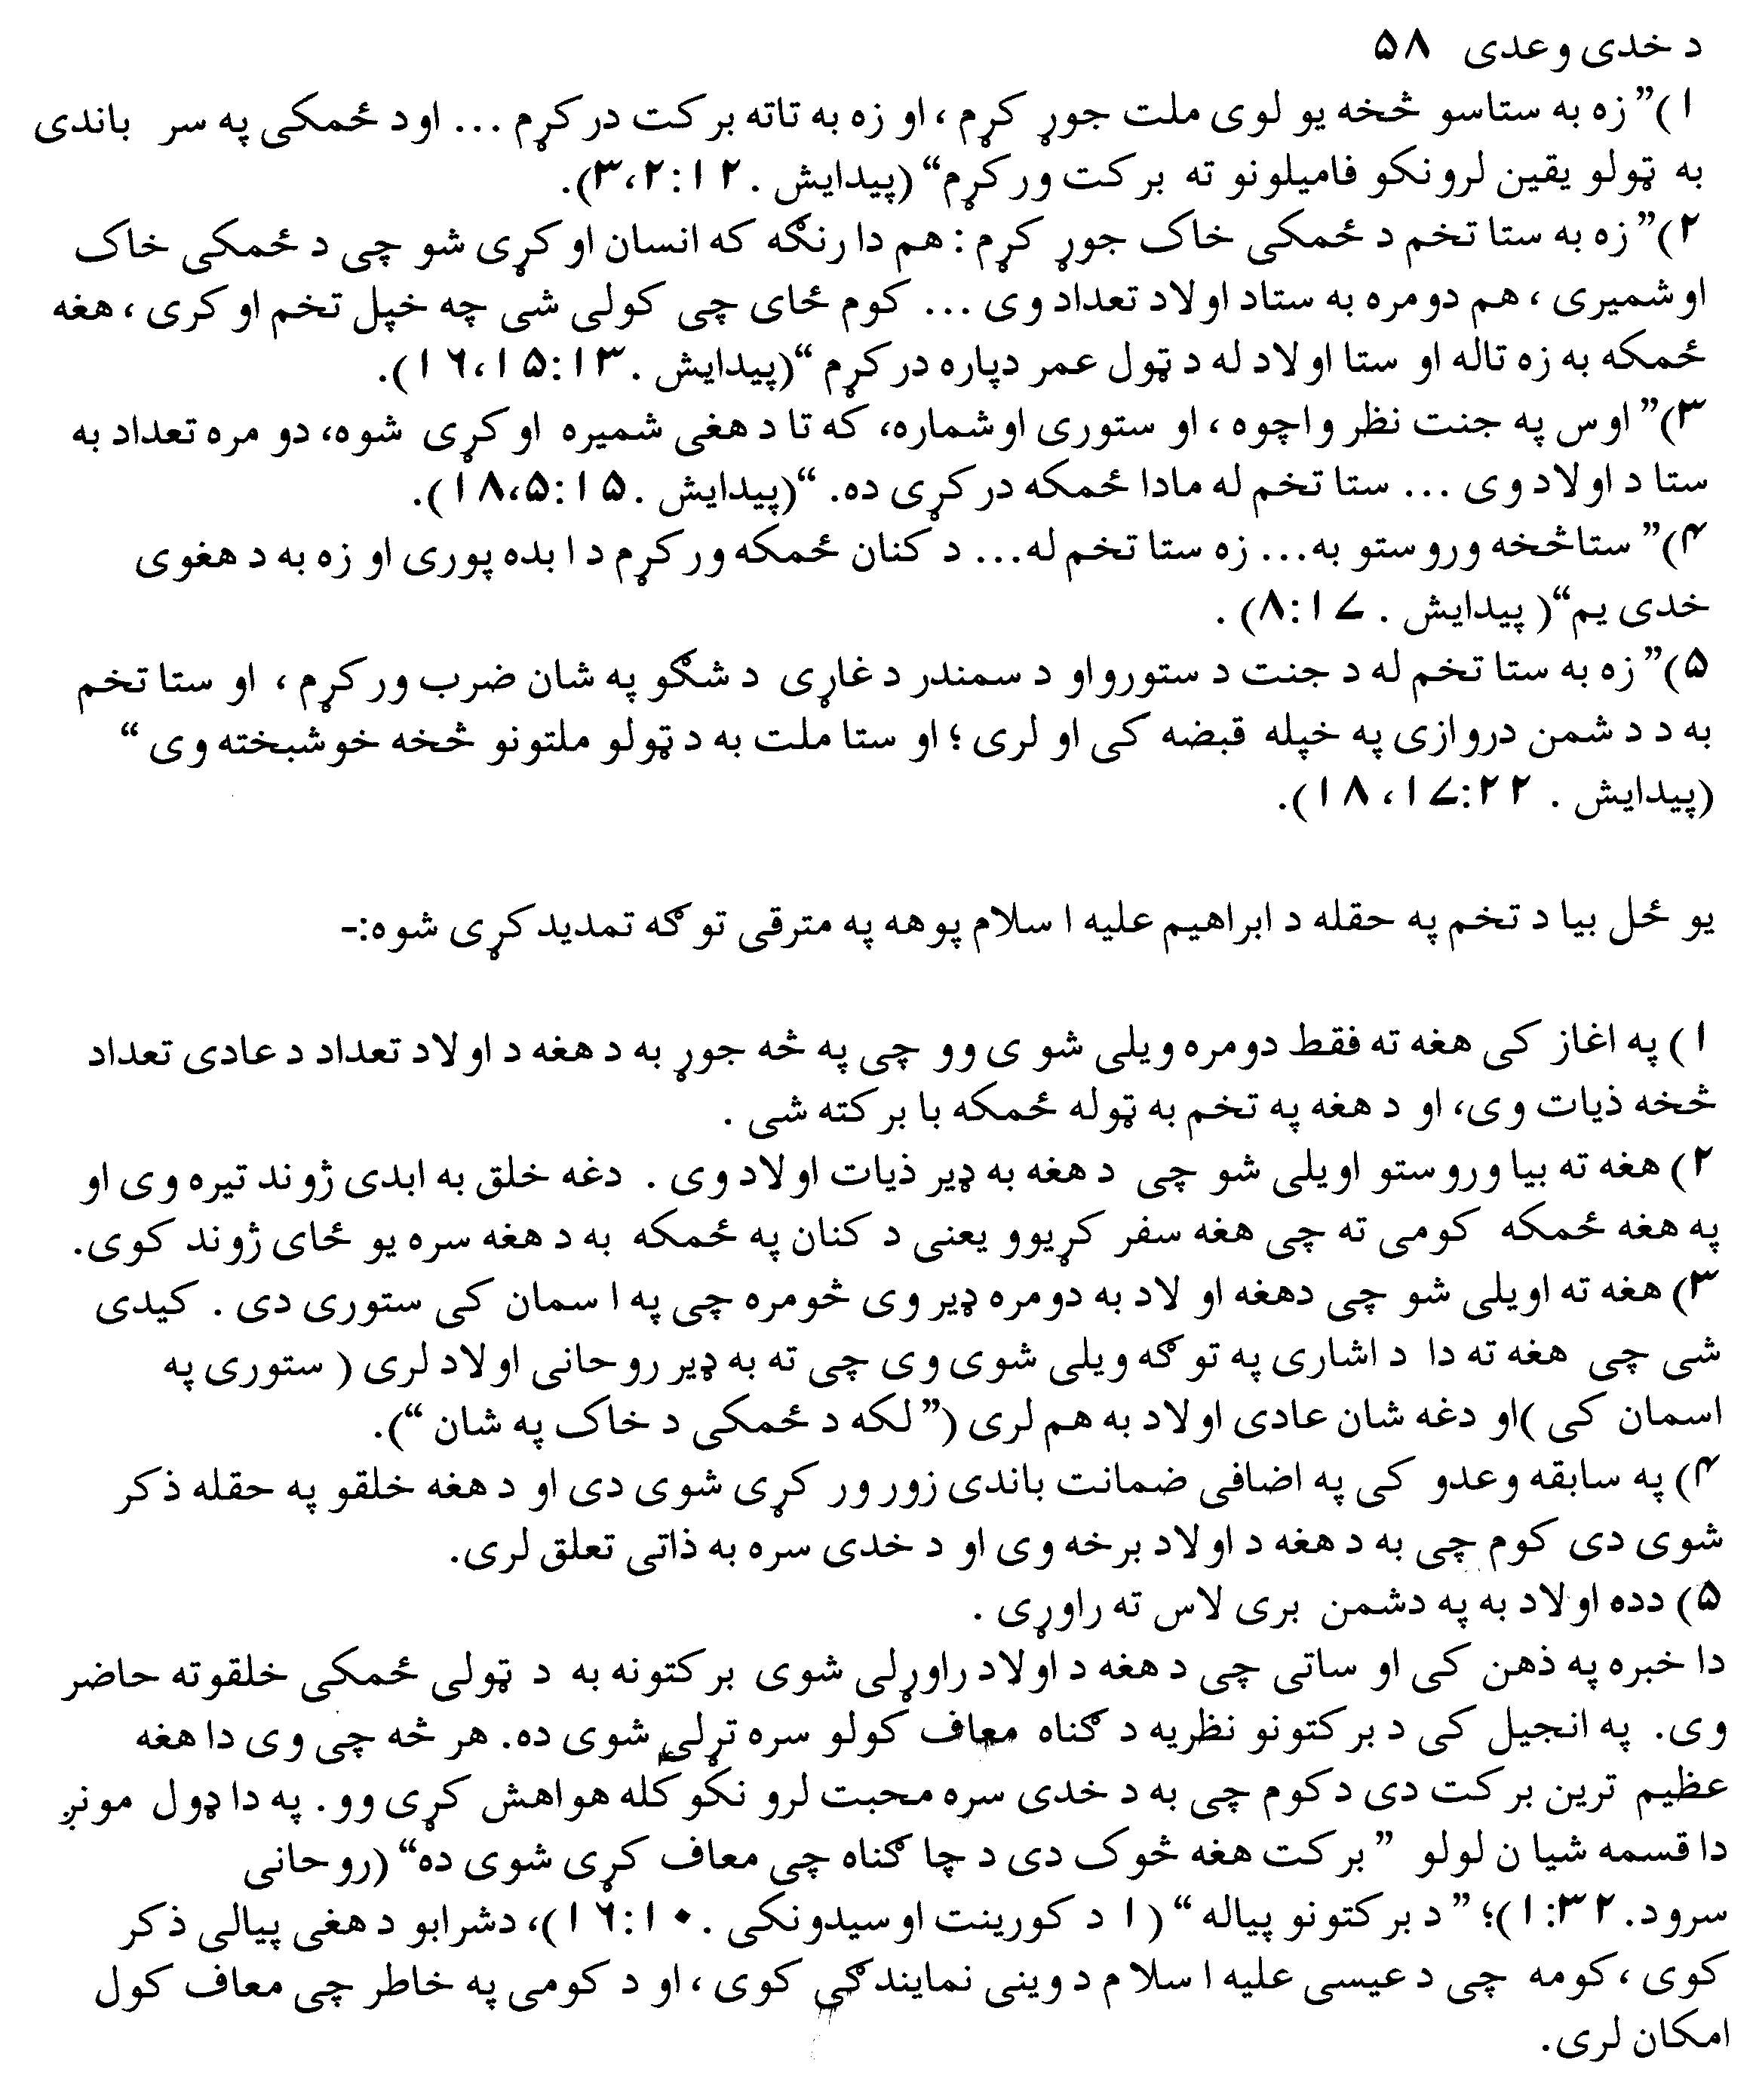 د خدی وعدی ۵۸
۱)” زه به ستاسو څخه یو لوی ملت جوړ کړم ، او زه به تاته برکت درکړم ... اود ځمکی په سر باندی
به ټولو یقین لرونکو فامیلونو ته برکت ورکړم“ (پیدایش . ۱۲:۲،۳).
۲)” زه به ستا تخم د ځمکی خاک جوړ کړم : هم دا رنګه که انسان او کړی شو چی د ځمکی خاک
اوشمیری ، هم دومره به ستاد اولاد تعداد وی ... کوم ځای چی کولی شی چه خپل تخم او کری ، هغه
ځمکه به زه تاله او ستا اولاد له د ټول عمر دپاره درکړم “(پیدایش . ۱۳:۱۵،۱۶).
۳)” اوس په جنت نظر واچوه ، او ستوری اوشماره، که تا د هغی شمیره اوکړی شوه، دو مره تعداد به
ستا د اولاد وی ... ستا تخم له مادا ځمکه درکړی ده. “(پیدایش . ۱۵:۵،۱۸).
۴)” ستاڅخه وروستو به... زه ستا تخم له... د کنان ځمکه ورکړم د ابده پوری او زه به د هغوی
خدی یم“( پیدایش . ۱۷:۸) .
۵)” زه به ستا تخم له د جنت د ستورواو د سمندر د غاړی د شګو په شان ضرب ورکړم ، او ستا تخم
به د د شمن دروازی په خپله قبضه کی او لری ؛ او ستا ملت به د ټولو ملتونو څخه خوشبخته وی “
(پیدایش . ۲۲:۱۷، ۱۸).
یو ځل بیا د تخم په حقله د ابراهیم علیه ا سلام پوهه په مترقی توګه تمدید کړی شوه:-
۱) په اغاز کی هغه ته فقط دومره ویلی شو ی وو چی په څه جوړ به د هغه د اولاد تعداد د عادی تعداد
څخه ذیات وی، او د هغه په تخم به ټوله ځمکه با برکته شی .
۲) هغه ته بیا وروستو اویلی شو چی د هغه به ډیر ذیات اولاد وی . دغه خلق به ابدی ژوند تیره وی او
په هغه ځمکه کومی ته چی هغه سفر کړیوو یعنی د کنان په ځمکه به د هغه سره یو ځای ژوند کوی.
۳) هغه ته اویلی شو چی دهغه او لاد به دومره ډیر وی څومره چی په ا سمان کی ستوری دی . کیدی
شی چی هغه ته دا د اشاری په توګه ویلی شوی وی چی ته به ډیر روحانی اولاد لری ( ستوری په
اسمان کی )او دغه شان عادی اولاد به هم لری (” لکه د ځمکی د خاک په شان “).
۴) په سابقه وعدو کی په اضافی ضمانت باندی زور ور کړی شوی دی او د هغه خلقو په حقله ذکر
شوی دی کوم چی به د هغه د اولاد برخه وی او د خدی سره به ذاتی تعلق لری.
۵) دده اولاد به په دشمن بری لاس ته راوړی .
دا خبره په ذهن کی او ساتی چی د هغه د اولاد راوړلی شوی برکتونه به د ټولی ځمکی خلقوته حاضر
وی. په انجیل کی د برکتونو نظریه د ګناه معاف کولو سره تړلی شوی ده. هر څه چی وی دا هغه
عظیم ترین برکت دی دکوم چی به د خدی سره محبت لرو نکو کله هواهش کړی وو. په دا ډول مونږ
دا قسمه شیا ن لولو ” برکت هغه څوک دی د چا ګناه چی معاف کړی شوی ده“ (روحانی
سرود. ۳۲:۱)؛ ” د برکتونو پیاله “ (۱ د کورینت اوسیدونکی . ۱۰:۱۶)، دشرابو د هغی پیالی ذکر
کوی ، کومه چی د عیسی علیه ا سلا م د وینی نمایندګی کوی ، او د کومی په خاطر چی معاف کول
امکان لری.